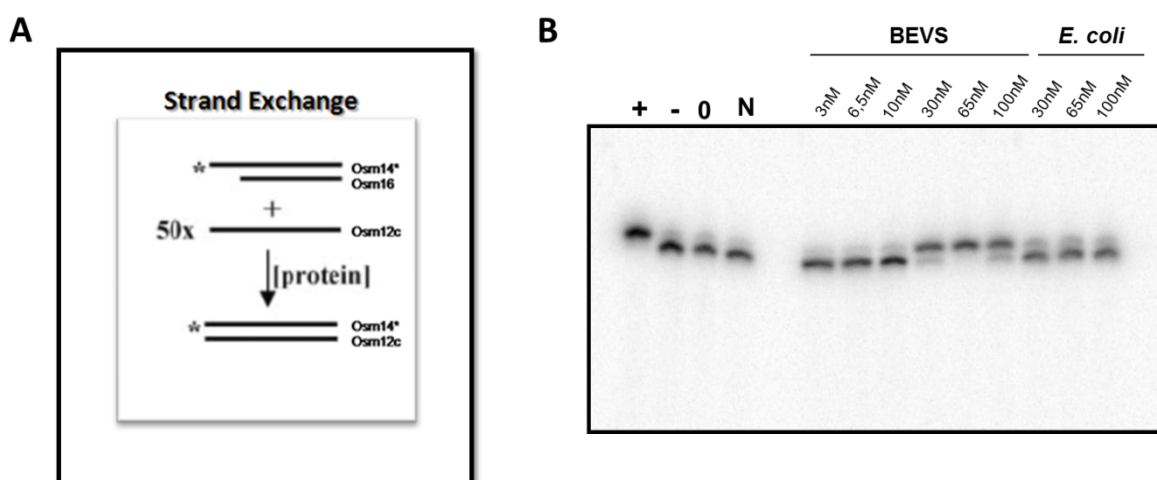 A
Strand Exchange
* Osm14*
Osm16
+
50x Osm12c
[protein]
* Osm14*
Osm12c
B
BEVS E. coli
3nM 6,5nM 10nM 30nM 65nM 100nM 30nM 65nM 100nM
+ - 0 N